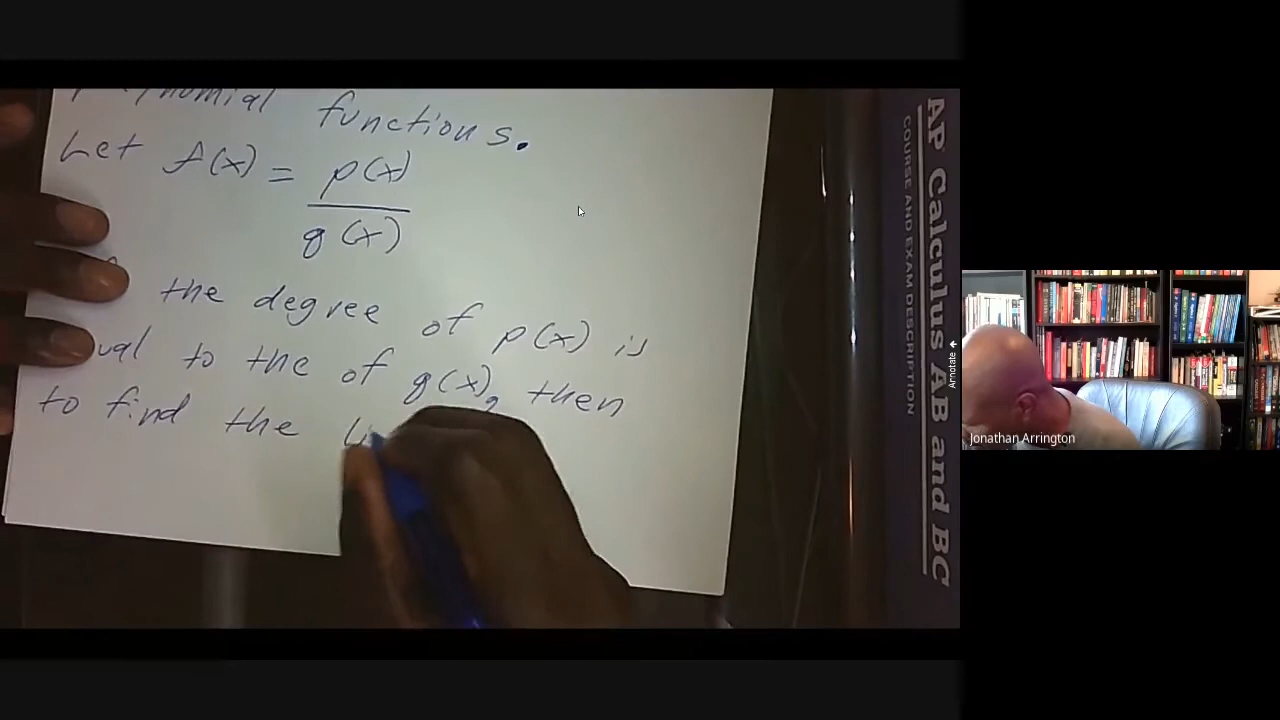 functions.
Let f(x) = p(x)
g(x)
the degree of p(x) is
to the of g(x), then
to find the
AP Calculus AB and BC
COURSE AND EXAM DESCRIPTION
Annotate
Jonathan Arrington